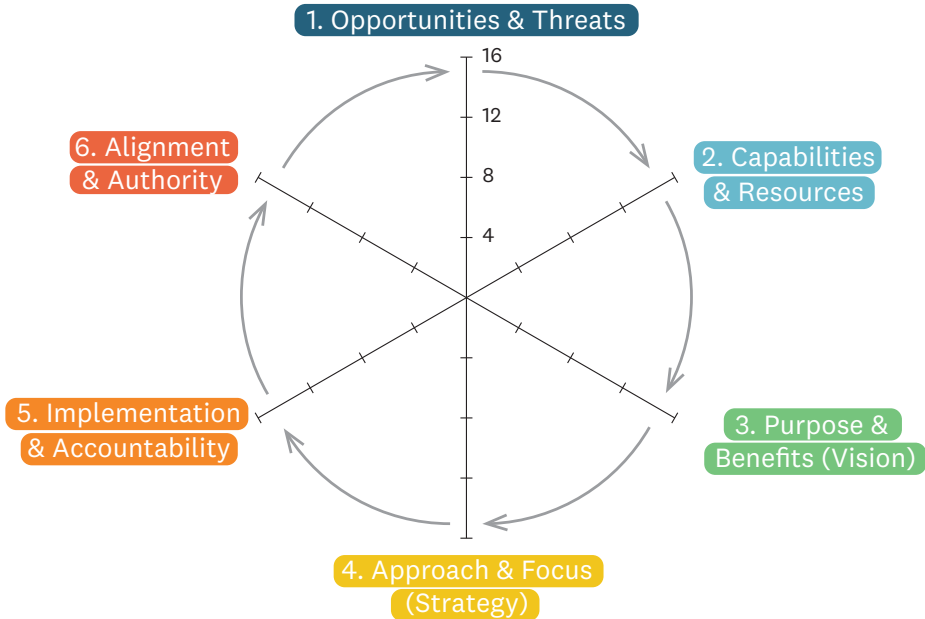 1. Opportunities & Threats
16
12
8
4
2. Capabilities
& Resources
3. Purpose &
Benefits (Vision)
4. Approach & Focus
(Strategy)
5. Implementation
& Accountability
6. Alignment
& Authority